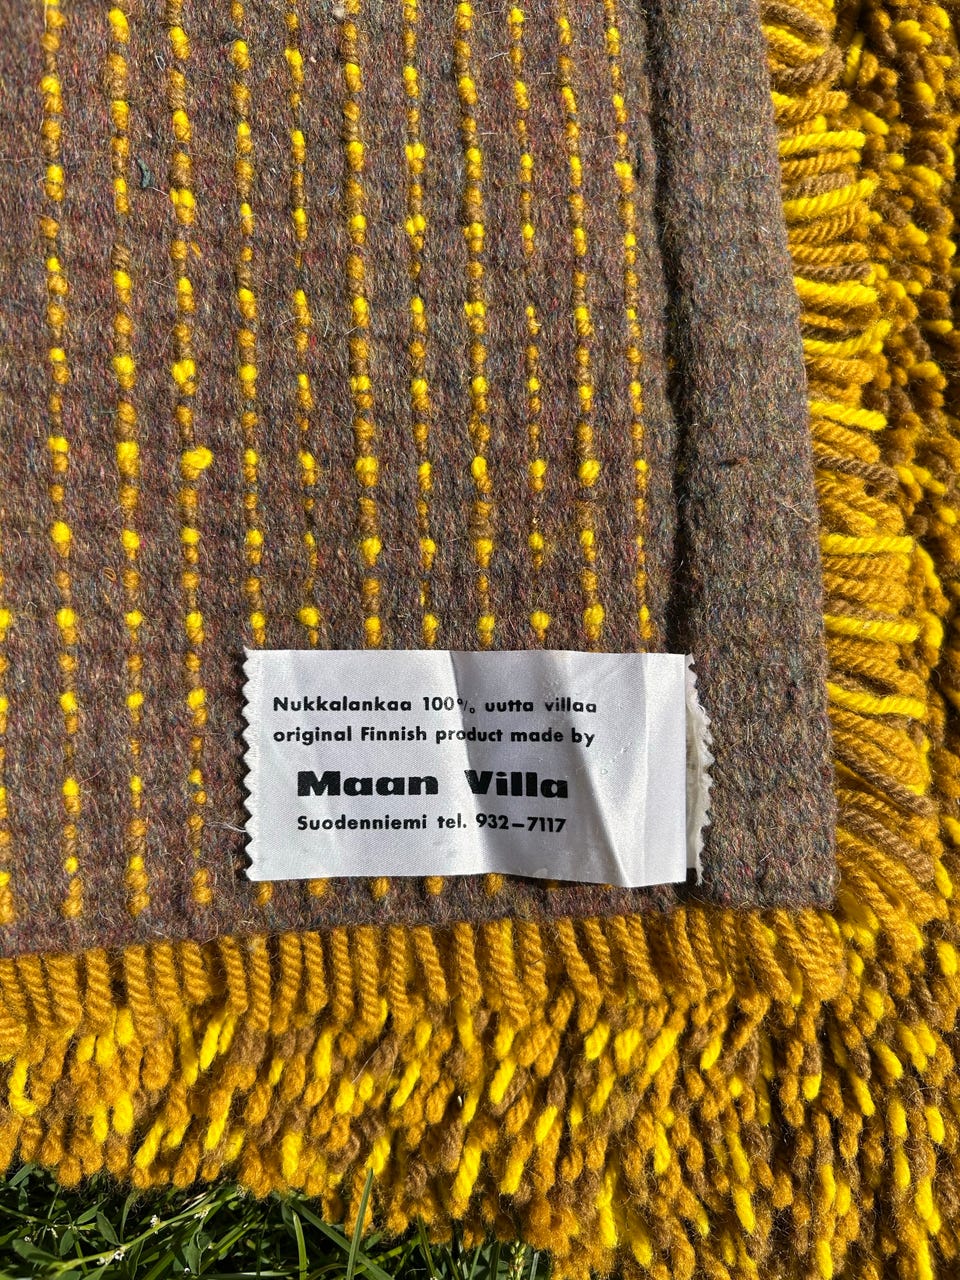 Nukkalankaa 100% uutta villaa
original Finnish product made by
Maan Villa
Suodenniemi tel. 932–7117